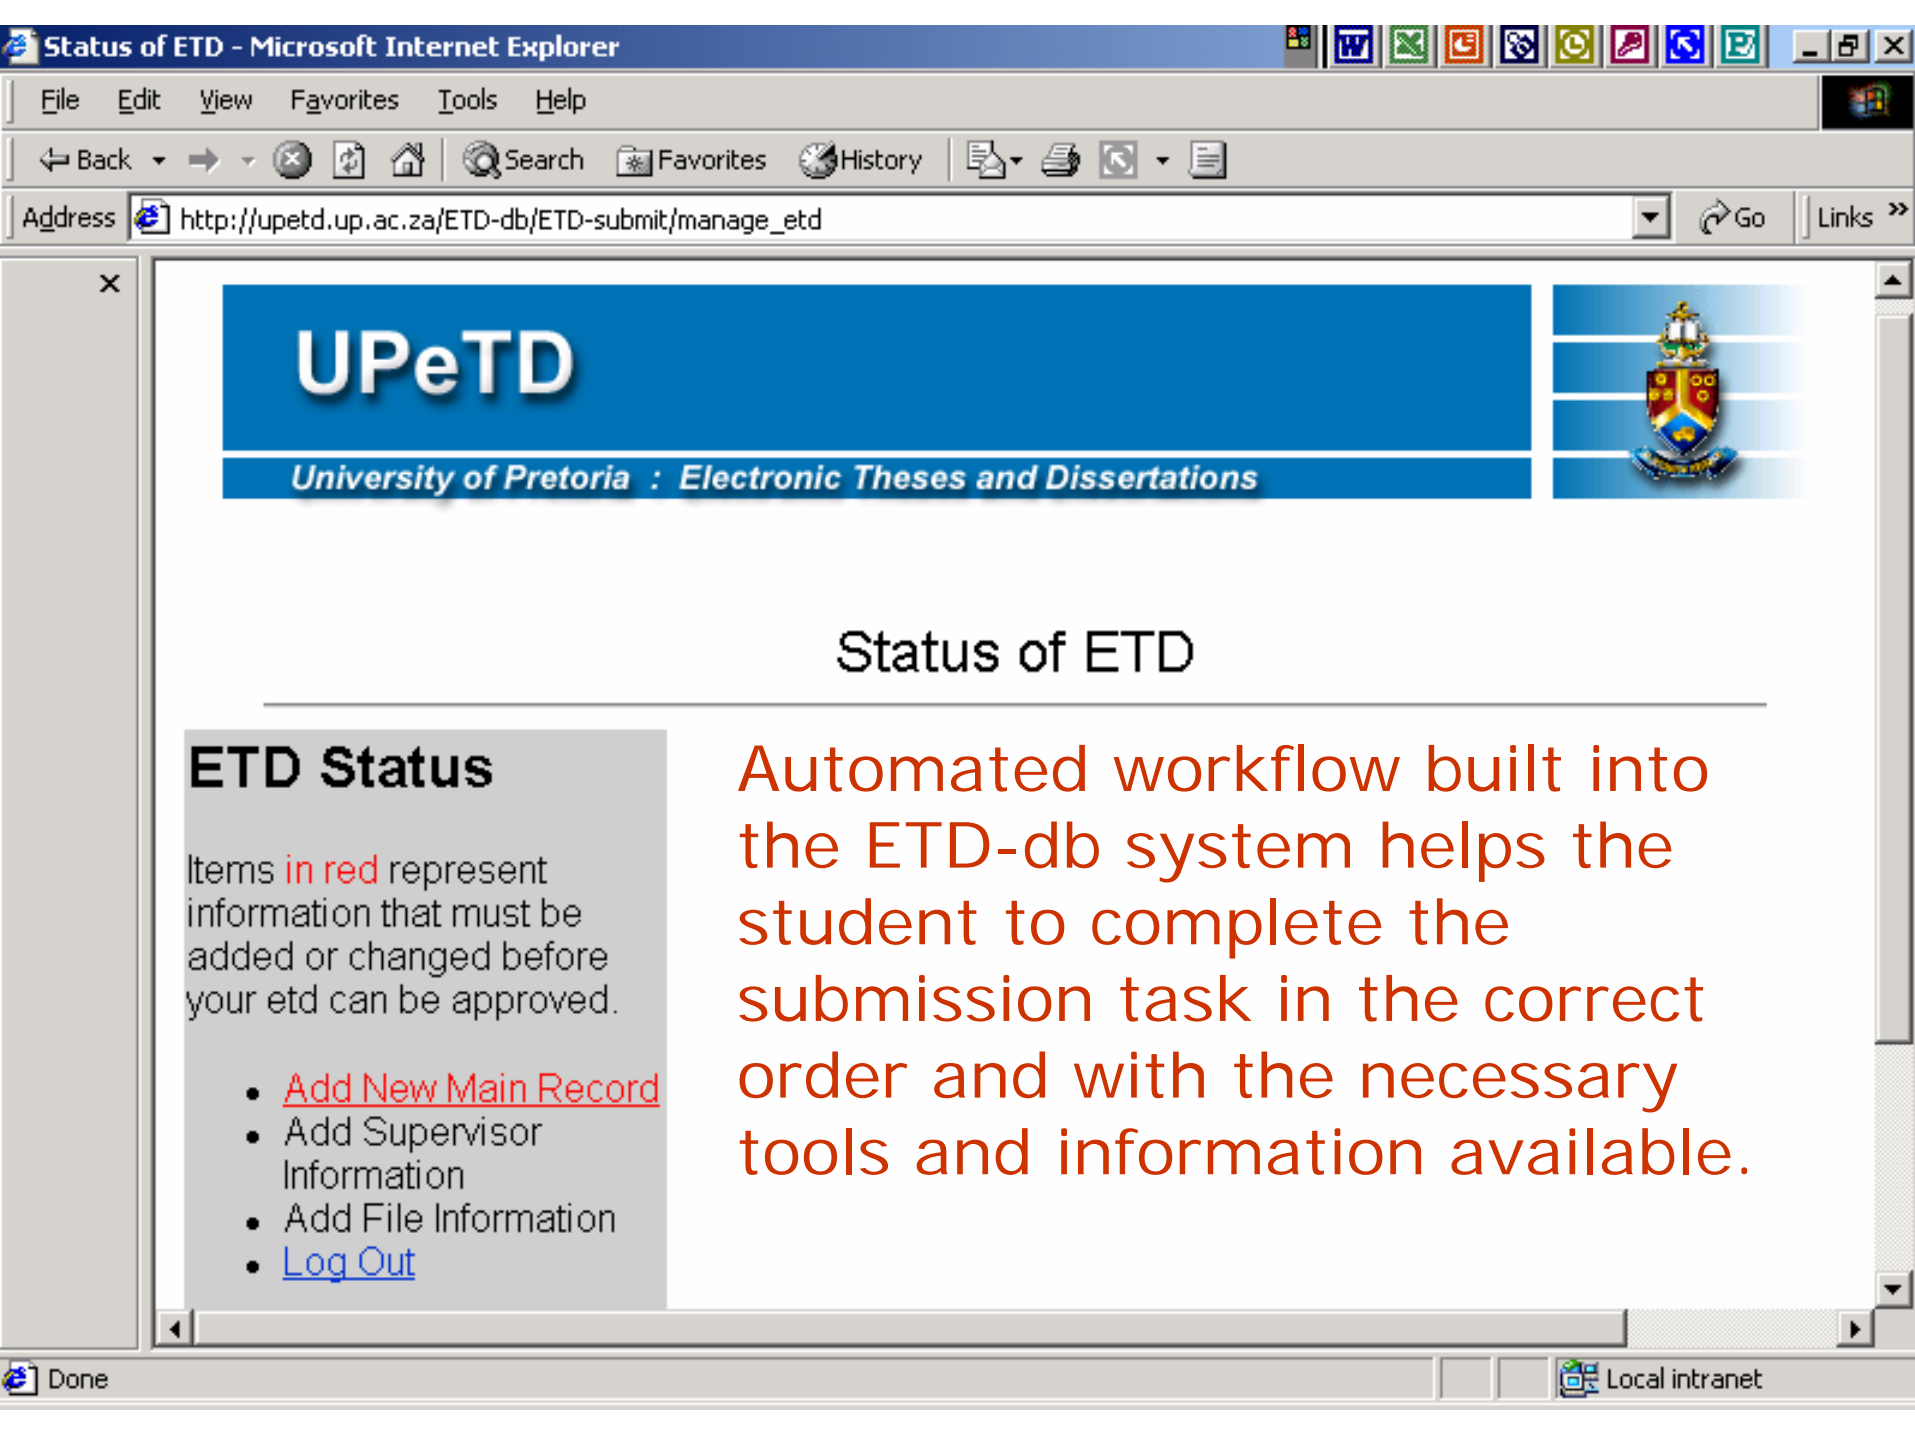 Status of ETD - Microsoft Internet Explorer
File Edit View Favorites Tools Help
Back Search Favorites History
Address http://upetd.up.ac.za/ETD-db/ETD-submit/manage_etd Go Links »
UPeTD
University of Pretoria : Electronic Theses and Dissertations
Status of ETD
ETD Status
Items in red represent
information that must be
added or changed before
your etd can be approved.
• Add New Main Record
• Add Supervisor
Information
• Add File Information
• Log Out
Automated workflow built into
the ETD-db system helps the
student to complete the
submission task in the correct
order and with the necessary
tools and information available.
Done Local intranet